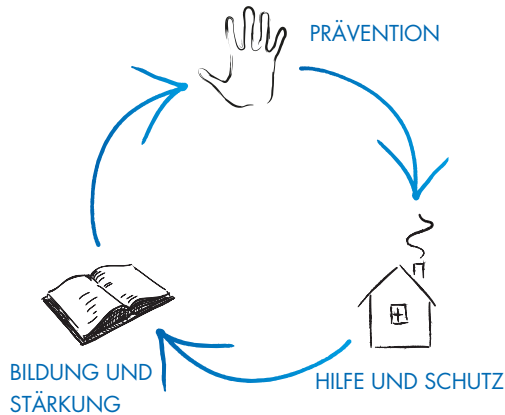 PRÄVENTION
HILFE UND SCHUTZ
BILDUNG UND
STÄRKUNG